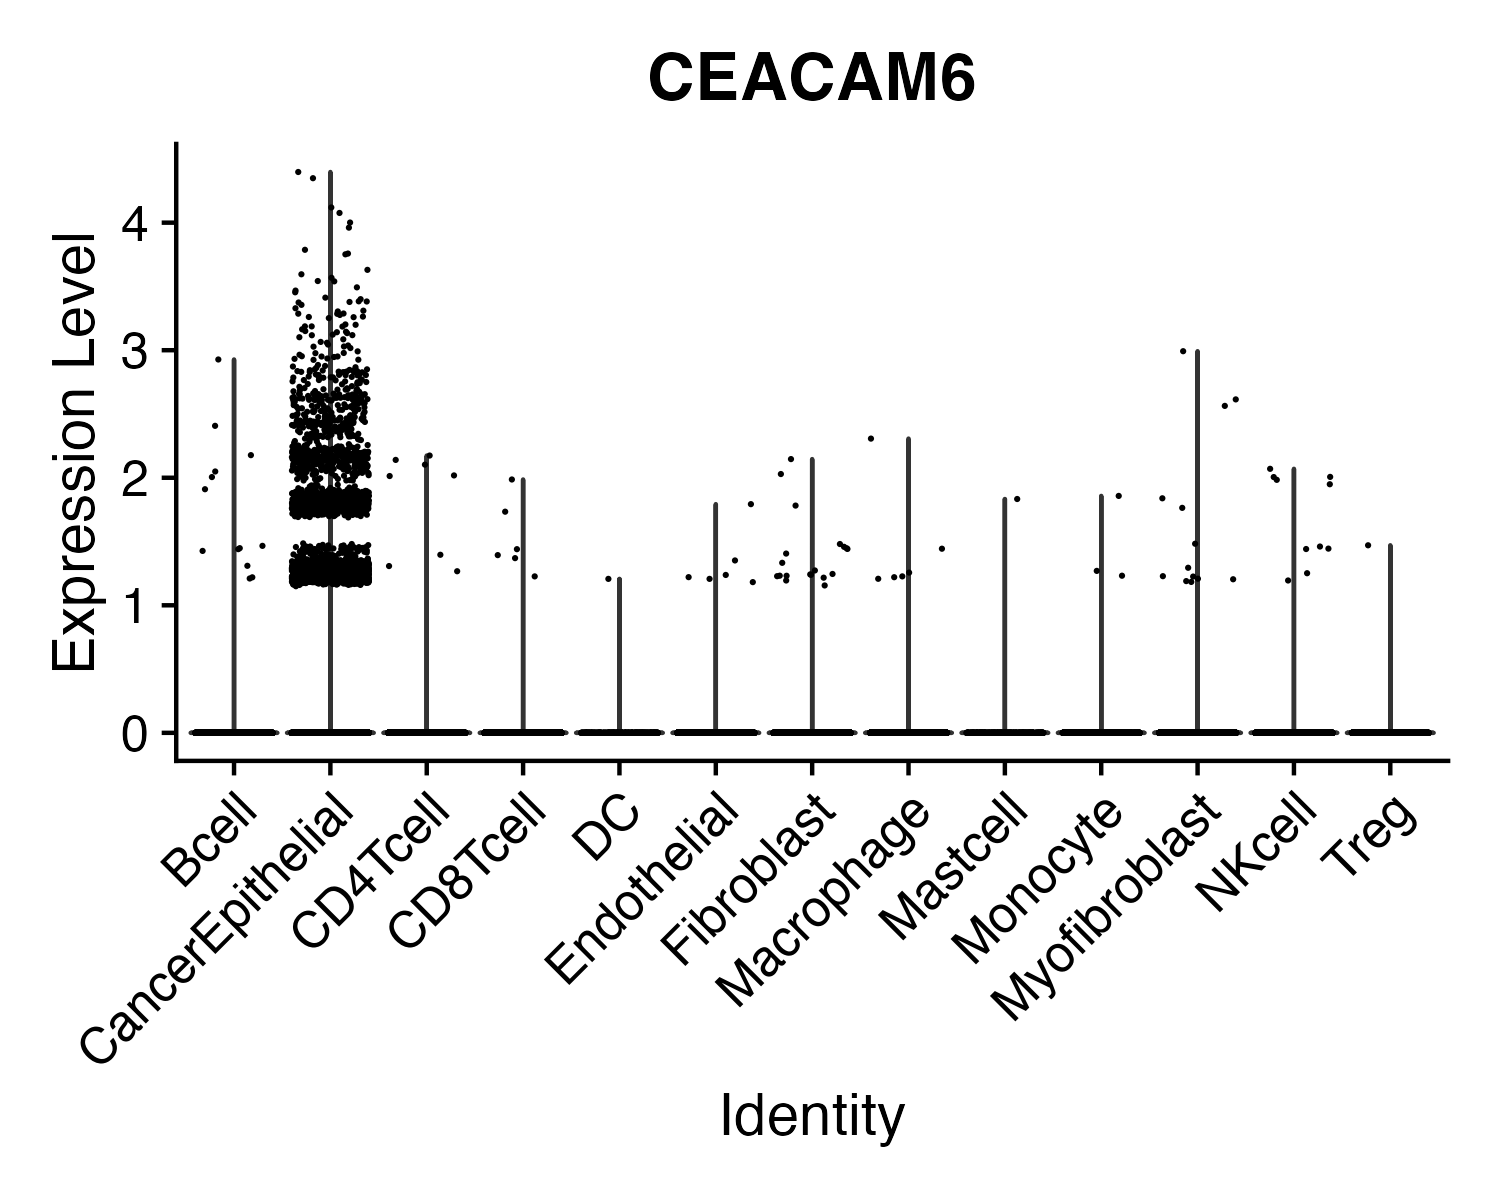 CEACAM6
Expression Level
4
3
2
1
0
Bcell
CancerEpithelial
CD4Tcell
CD8Tcell
DC
Endothelial
Fibroblast
Macrophage
Mastcell
Monocyte
Myofibroblast
NKcell
Treg
Identity